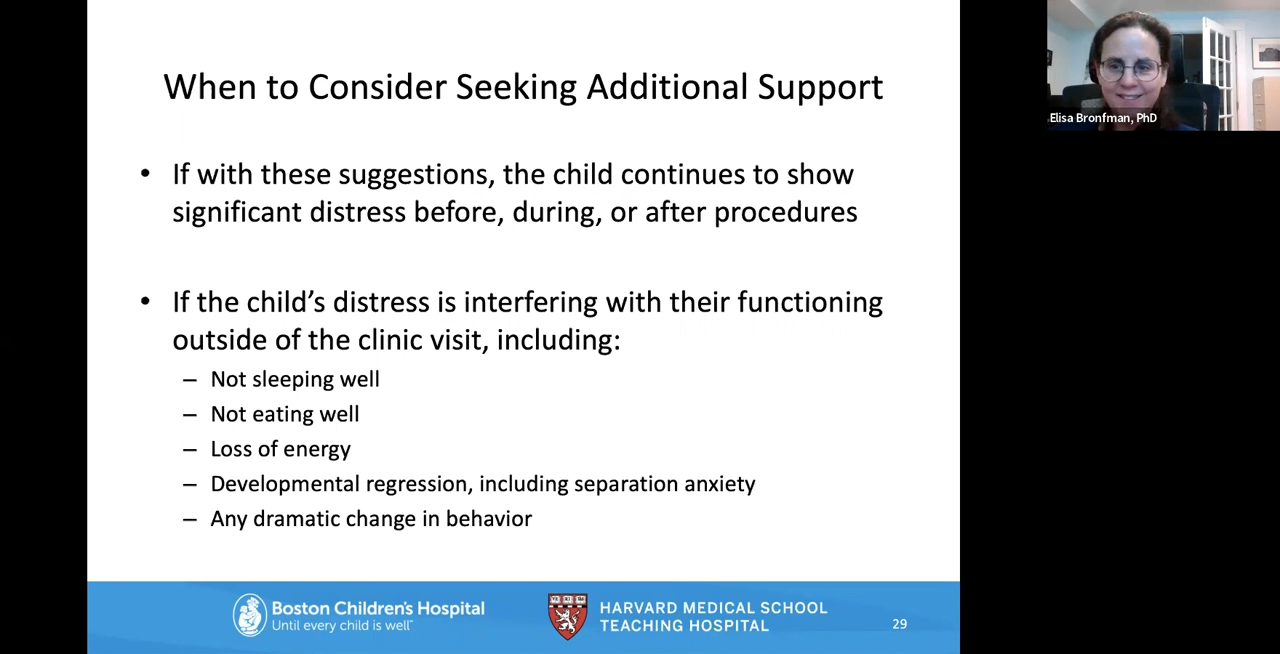 When to Consider Seeking Additional Support
• If with these suggestions, the child continues to show
significant distress before, during, or after procedures
• If the child's distress is interfering with their functioning
outside of the clinic visit, including:
– Not sleeping well
– Not eating well
– Loss of energy
– Developmental regression, including separation anxiety
– Any dramatic change in behavior
Boston Children's Hospital
Until every child is well™
HARVARD MEDICAL SCHOOL
TEACHING HOSPITAL
29
Elisa Bronfman, PhD